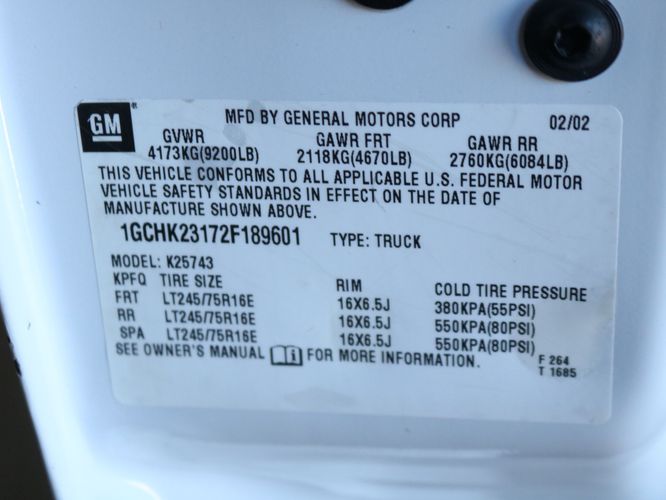 GM
MFD BY GENERAL MOTORS CORP 02/02
GVWR GAWR FRT GAWR RR
4173KG(9200LB) 2118KG(4670LB) 2760KG(6084LB)
THIS VEHICLE CONFORMS TO ALL APPLICABLE U.S. FEDERAL MOTOR
VEHICLE SAFETY STANDARDS IN EFFECT ON THE DATE OF
MANUFACTURE SHOWN ABOVE.
1GCHK23172F189601 TYPE: TRUCK
MODEL: K25743
KPFQ TIRE SIZE RIM COLD TIRE PRESSURE
FRT LT245/75R16E 16X6.5J 380KPA(55PSI)
RR LT245/75R16E 16X6.5J 550KPA(80PSI)
SPA LT245/75R16E 16X6.5J 550KPA(80PSI)
SEE OWNER'S MANUAL FOR MORE INFORMATION.
F 264
T 1685